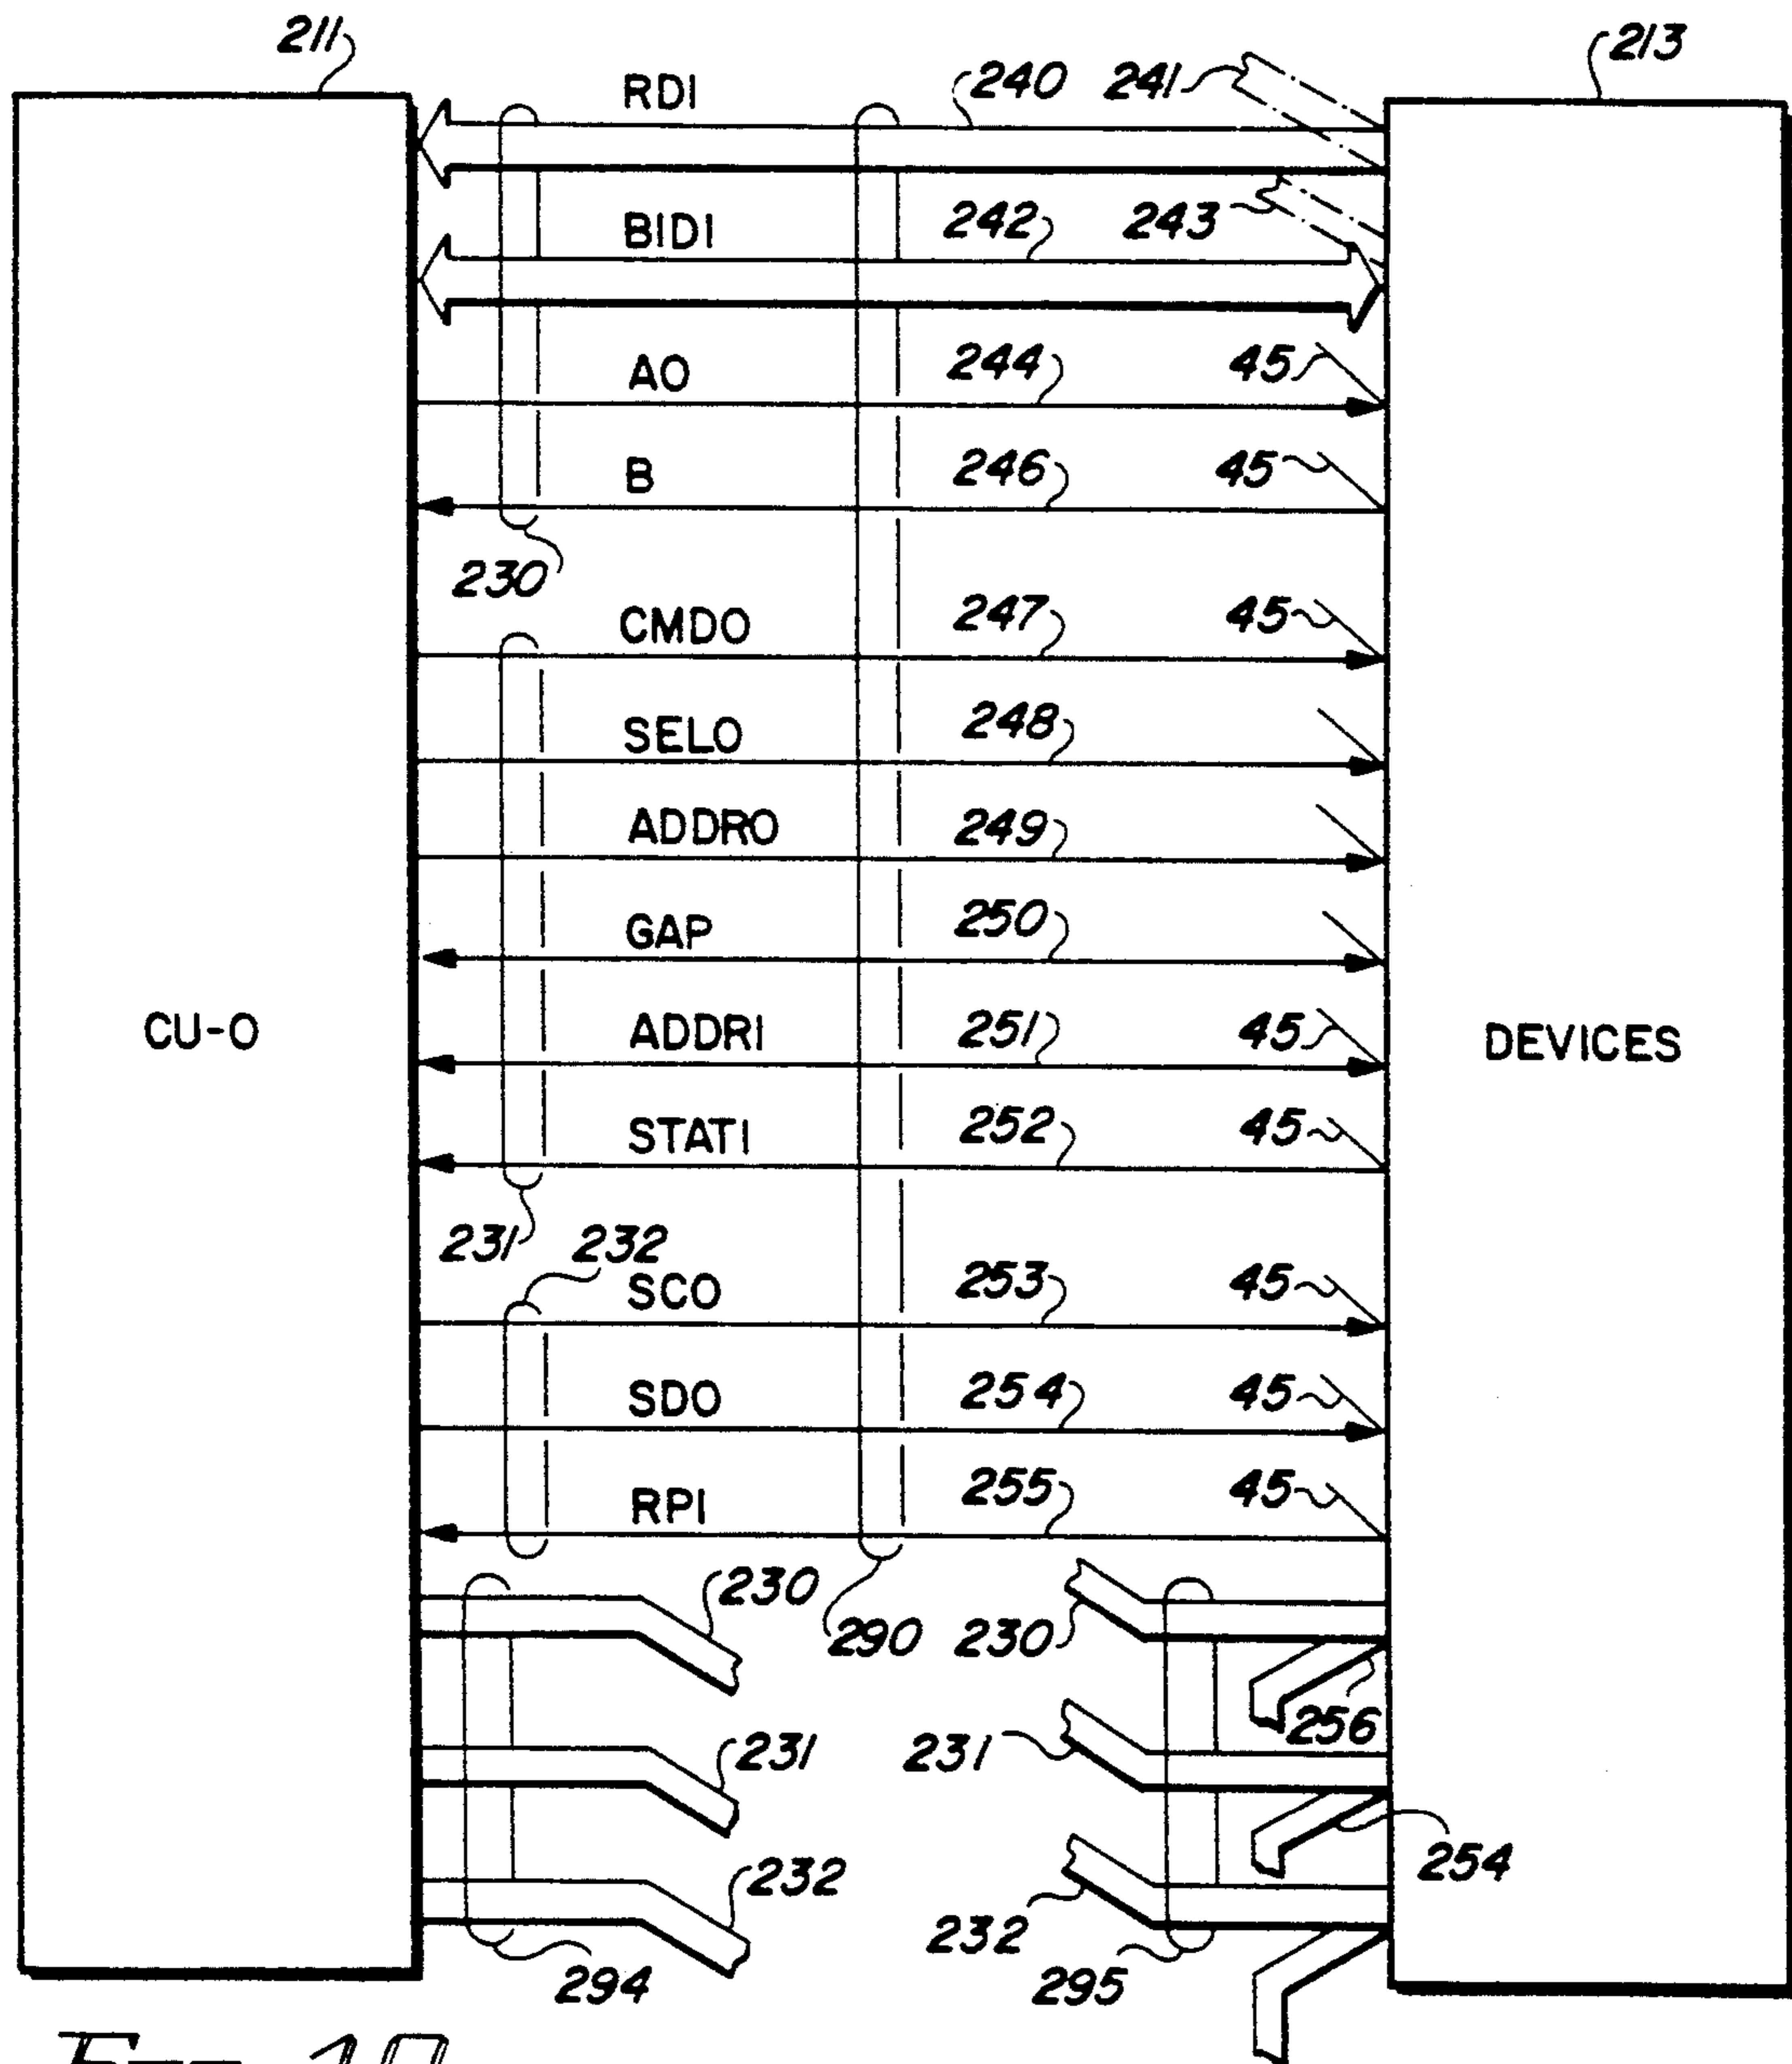 211
213
RDI
240
241
BIDI
242
243
AO
244
45
B
246
45
230
CMDO
247
45
SELO
248
ADDRO
249
GAP
250
CU-O
ADDRI
251
45
DEVICES
STATI
252
45
231
232
SCO
253
45
SDO
254
45
RPI
255
45
230
290
230
256
231
231
254
232
232
294
295
FIG. 10